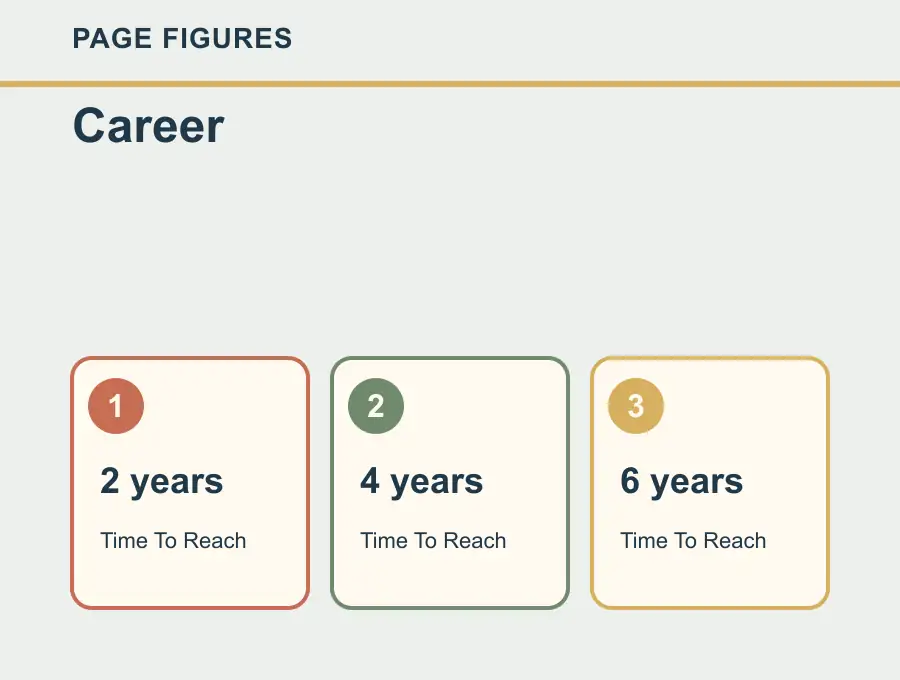 PAGE FIGURES
Career
1
2 years
Time To Reach
2
4 years
Time To Reach
3
6 years
Time To Reach